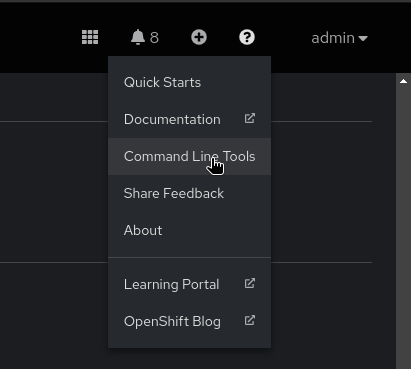 8
?
admin
Quick Starts
Documentation
Command Line Tools
Share Feedback
About
Learning Portal
OpenShift Blog